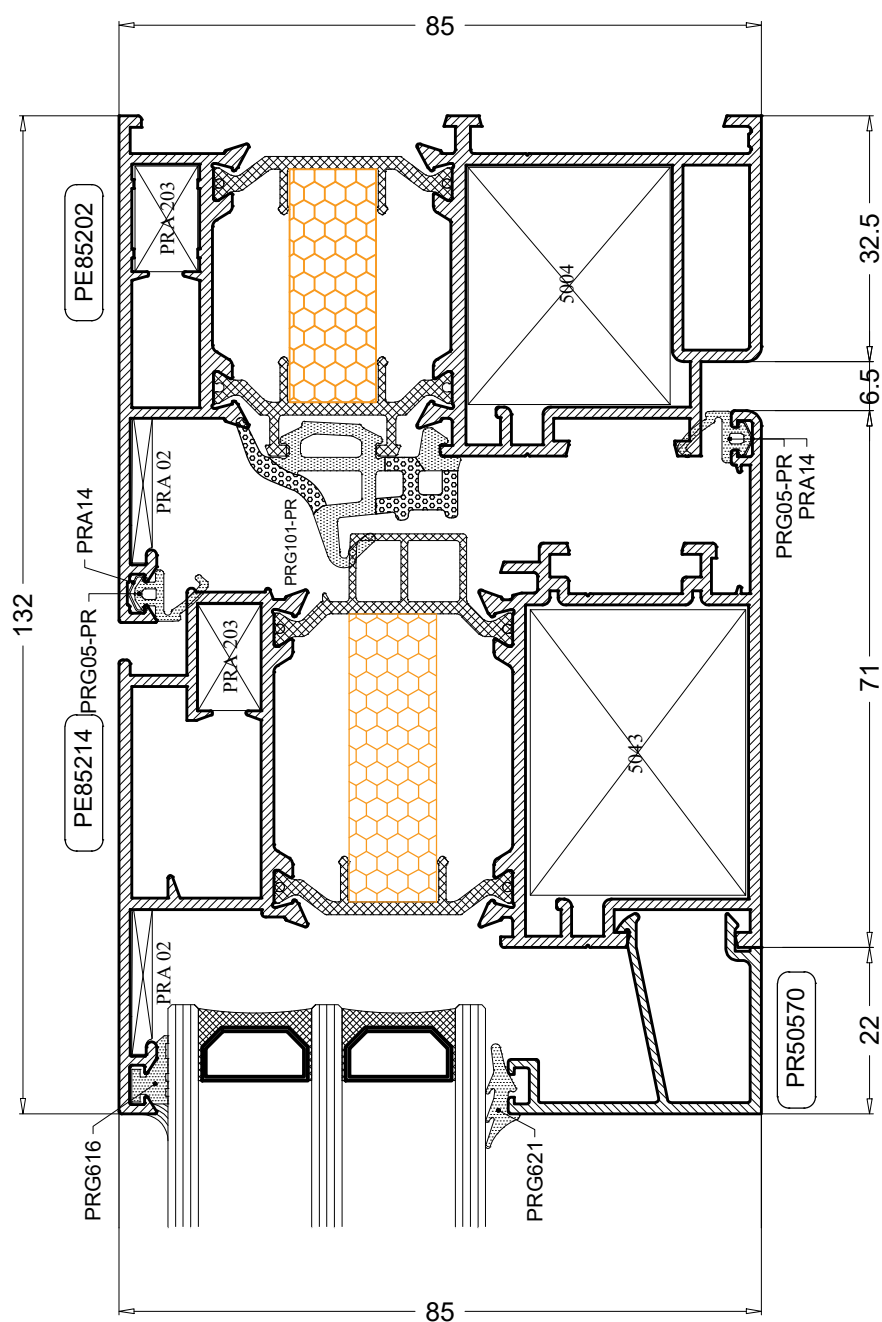 85
PE85202
PRA 203
5004
32.5
6.5
PRA 02
PRA14
PRG101-PR
PRG05-PR
PRA14
132
PRG05-PR
PRA 203
PE85214
5043
71
PRA 02
PR50570
22
PRG616
PRG621
85